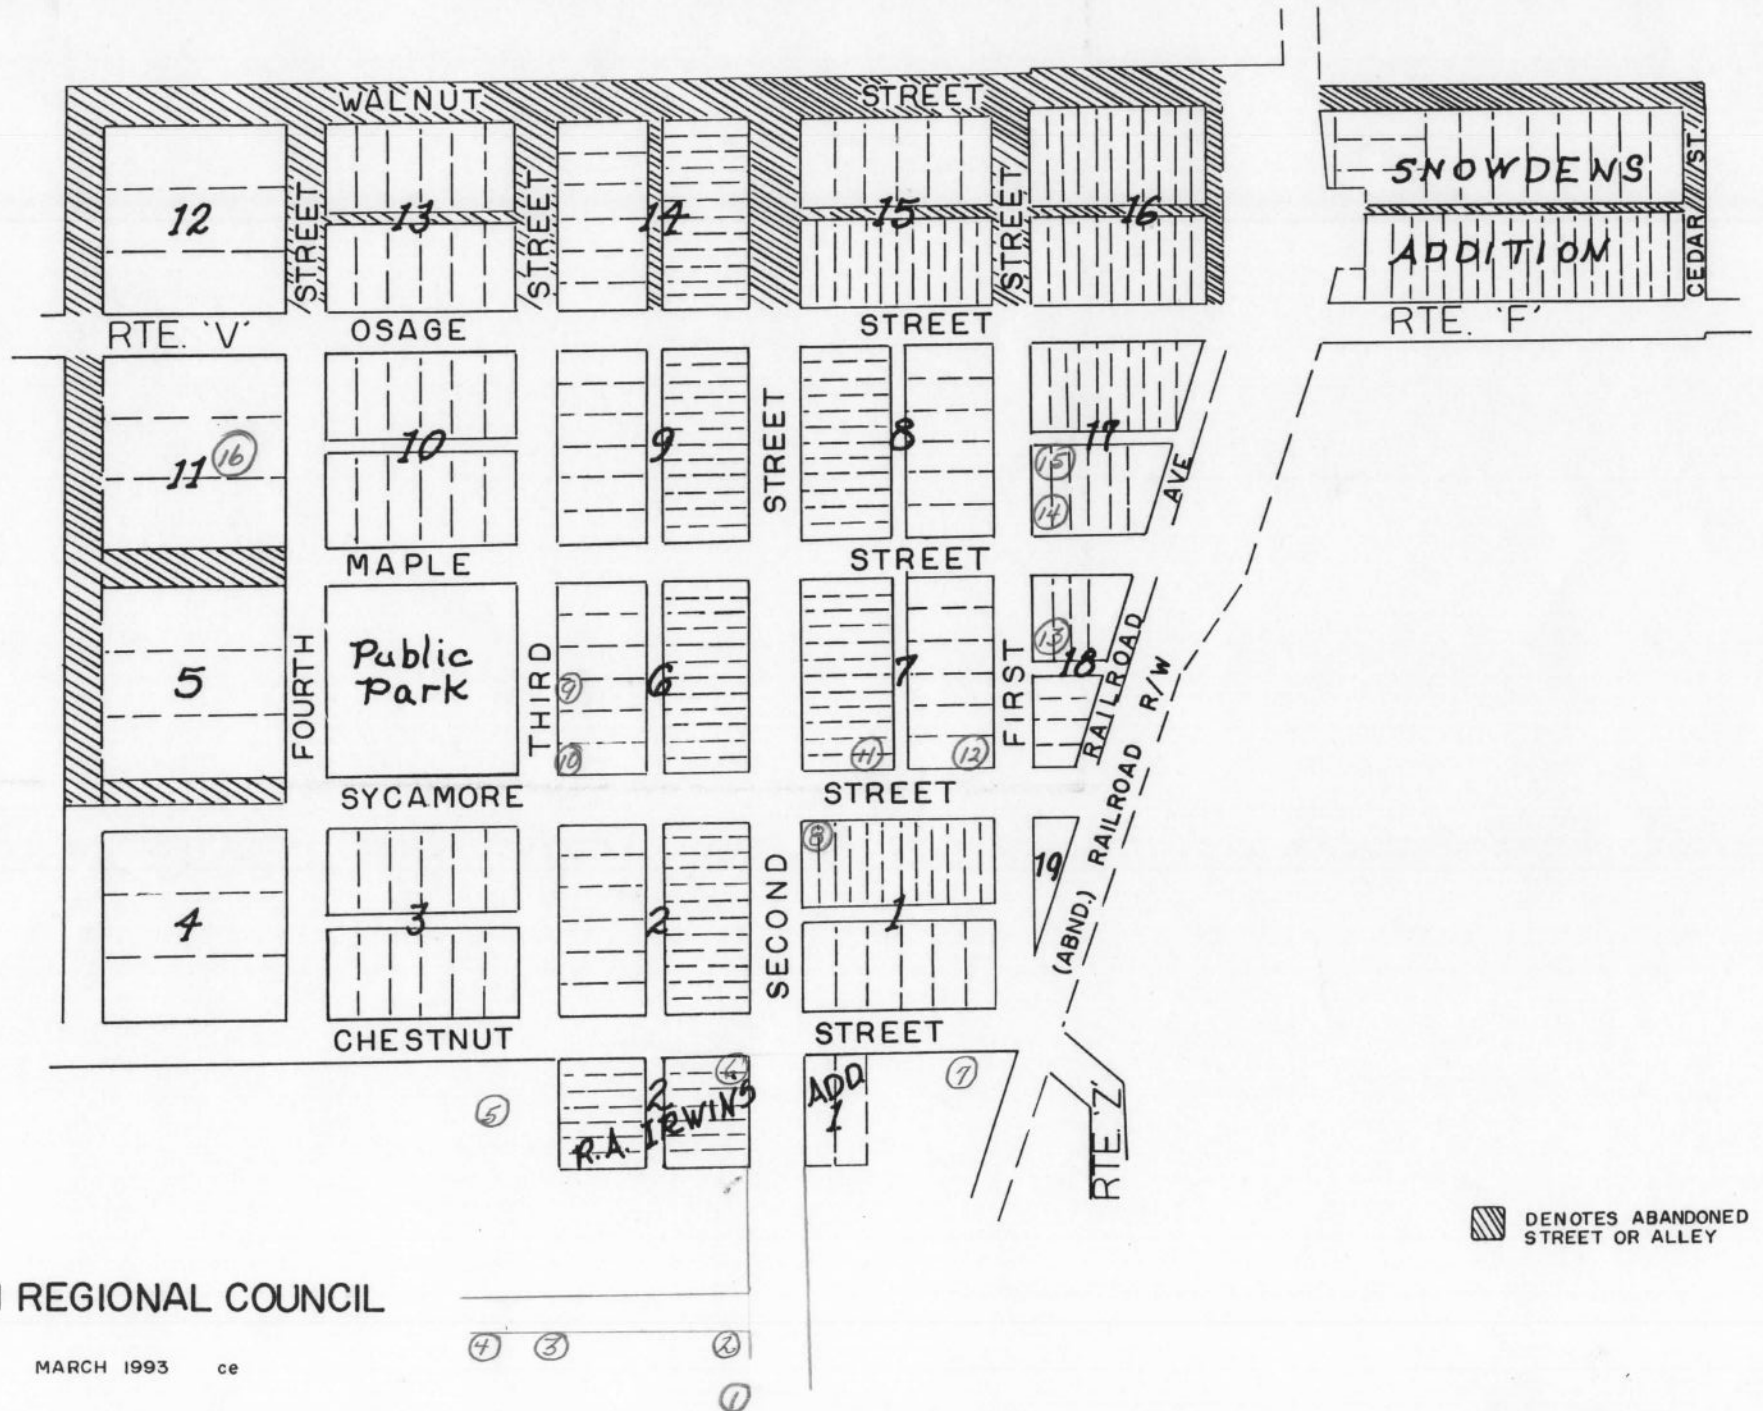 WALNUT STREET
12 STREET 13 STREET 14 15 STREET 16
SNOWDENS
ADDITION
CEDAR ST.
RTE. 'V' OSAGE STREET RTE. 'F'
11 16 10 9 STREET 8 17
15
14
AVE
MAPLE STREET
5 FOURTH Public
Park
THIRD 6 7 FIRST 18
13
9
10
11
12
RAILROAD
(ABND.) RAILROAD R/W
SYCAMORE STREET
4 3 2 SECOND 1 19
8
CHESTNUT STREET
5 2 6 ADD 7
R.A. IRWINS 1
RTE. 'Z'
DENOTES ABANDONED
STREET OR ALLEY
REGIONAL COUNCIL
MARCH 1993 ce
4 3 2
1